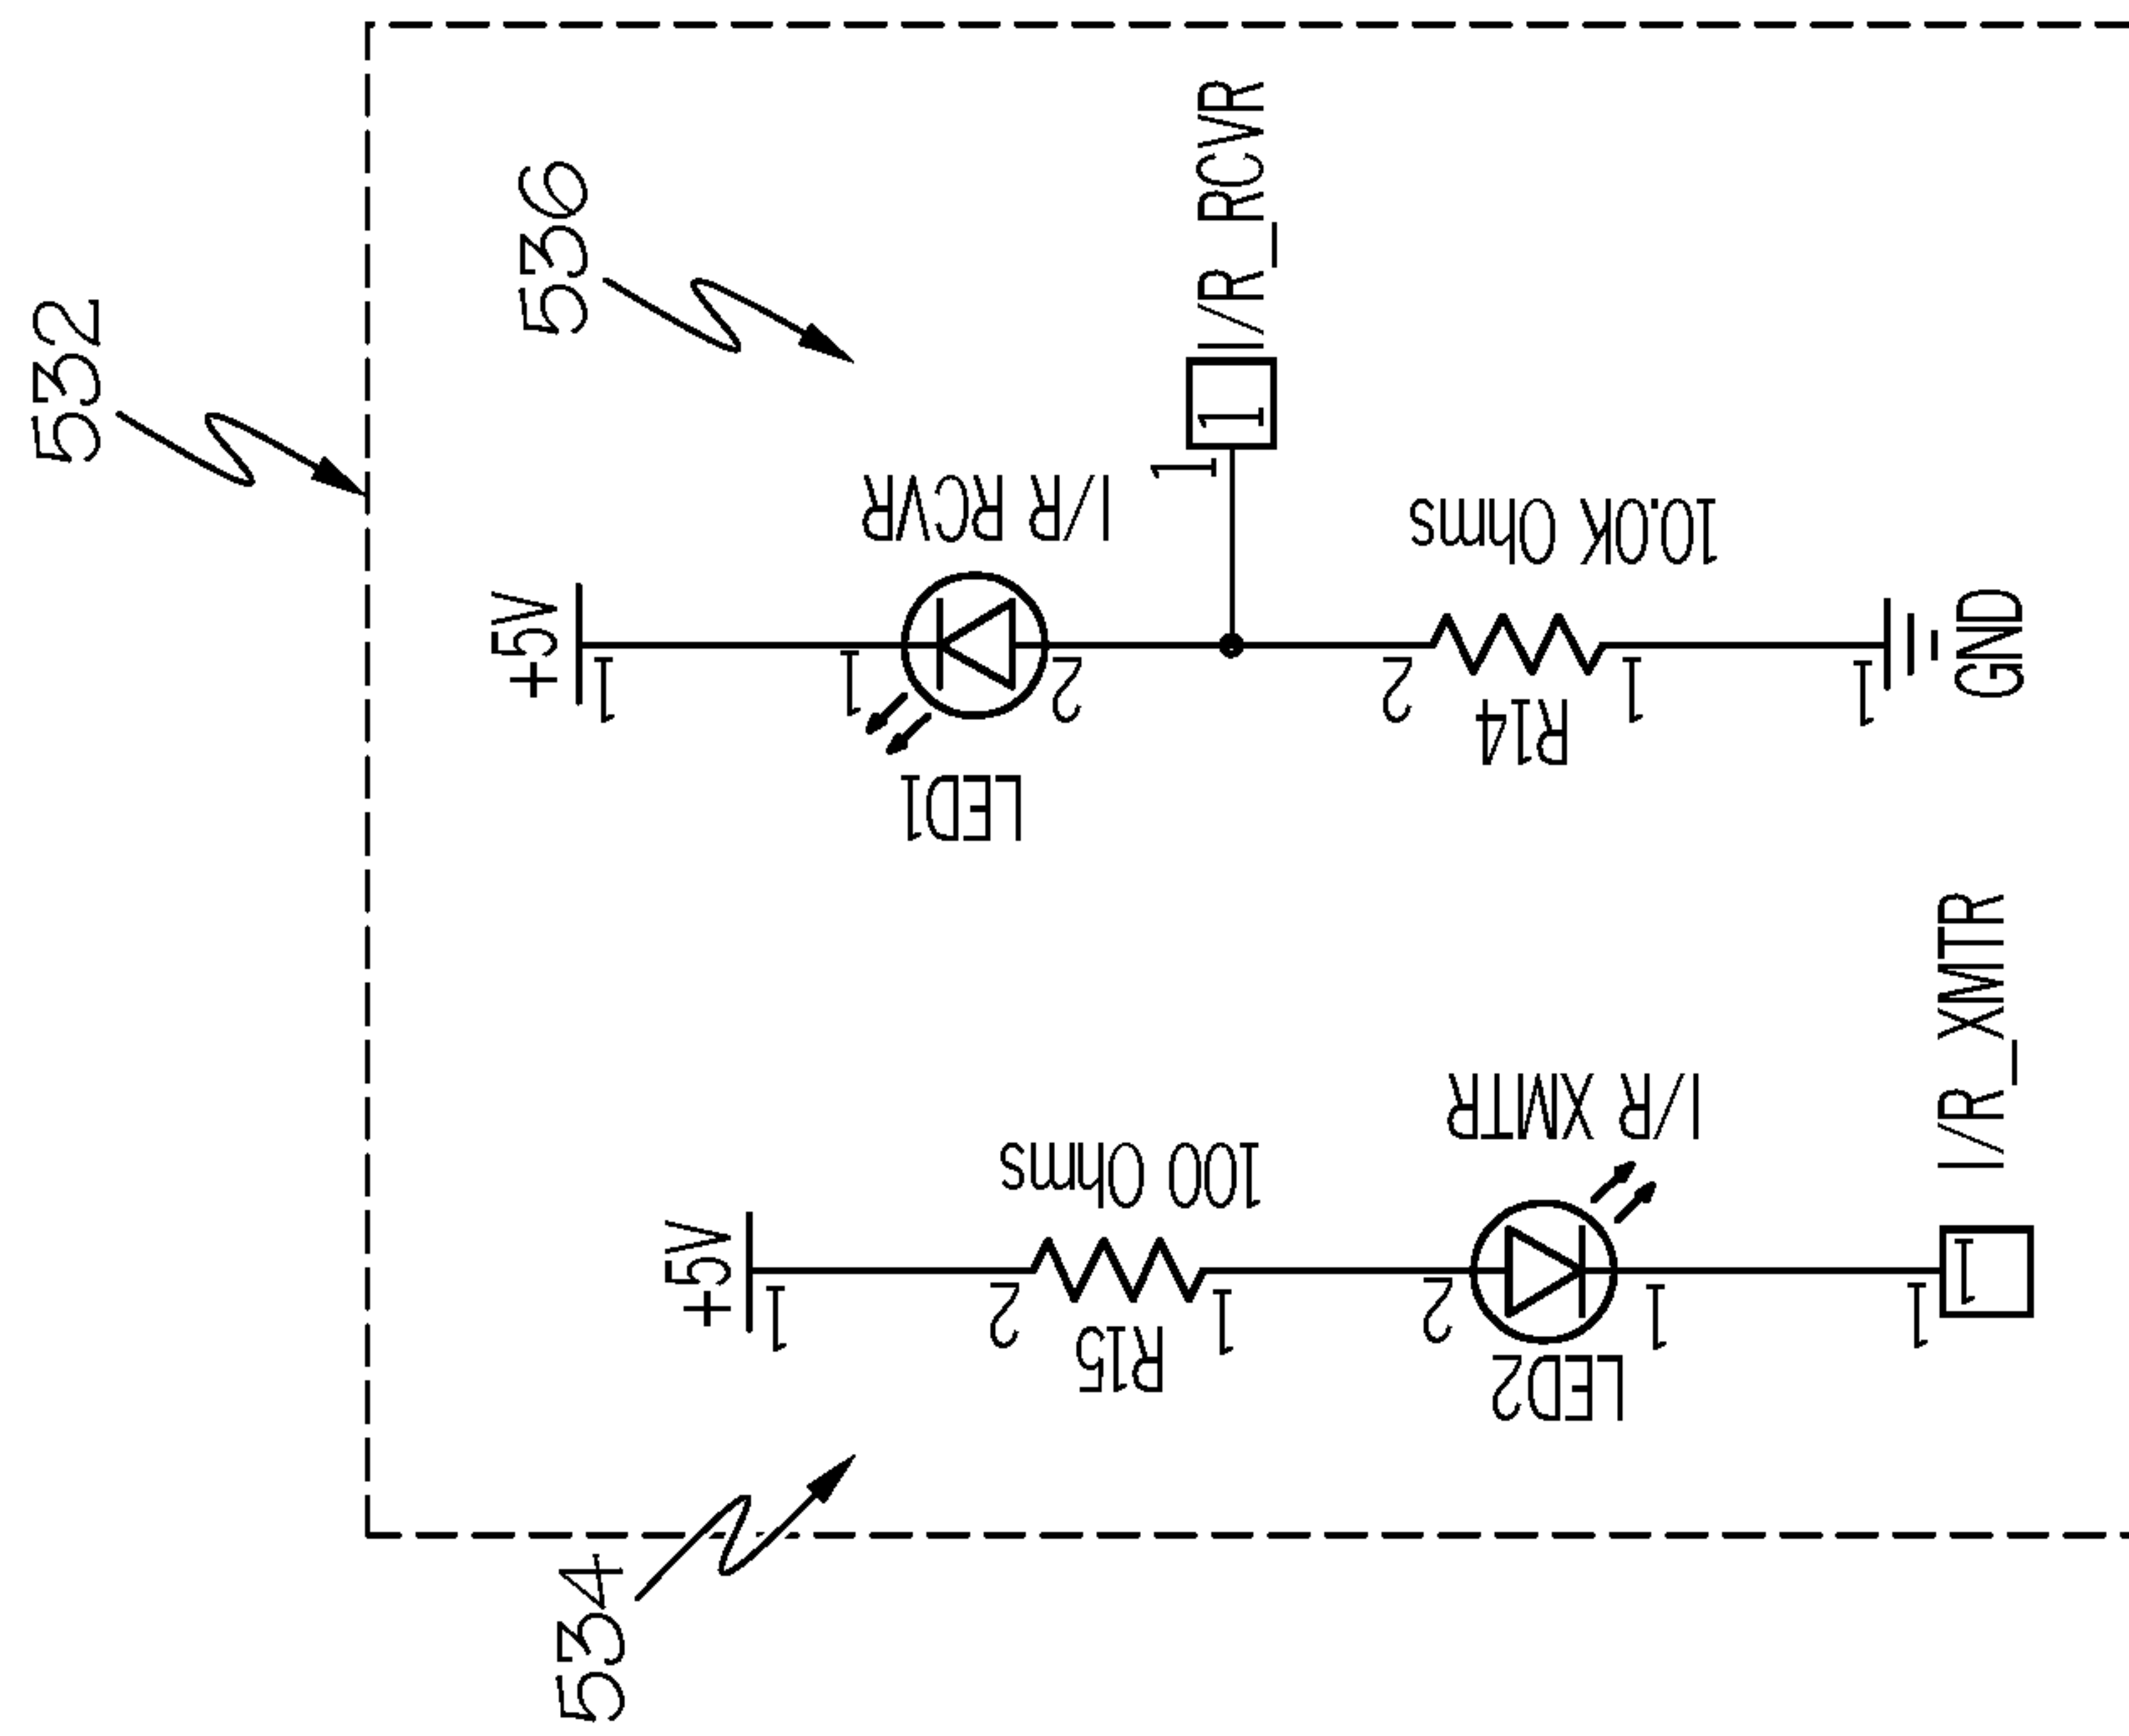 532
536
I/R_RCVR
1
1
I/R RCVR
+5V
1
1
2
LED1
10.0K Ohms
2
R14
1
1
GND
I/R_XMTR
I/R XMTR
100 Ohms
+5V
1
2
R15
1
2
LED2
1
1
1
534